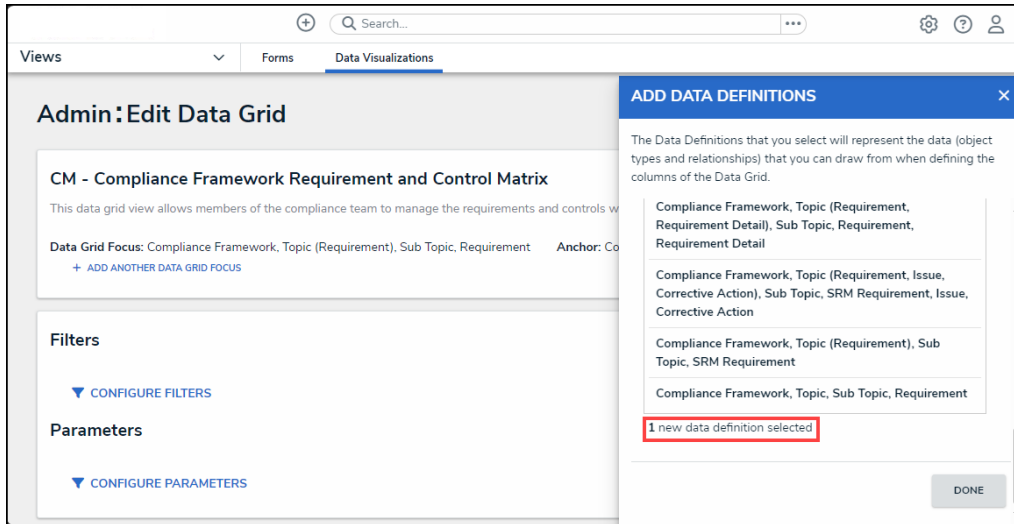 Search...
Views
Forms
Data Visualizations
Admin:Edit Data Grid
CM - Compliance Framework Requirement and Control Matrix
This data grid view allows members of the compliance team to manage the requirements and controls w
Data Grid Focus: Compliance Framework, Topic (Requirement), Sub Topic, Requirement Anchor: Co
+ ADD ANOTHER DATA GRID FOCUS
Filters
CONFIGURE FILTERS
Parameters
CONFIGURE PARAMETERS
ADD DATA DEFINITIONS
The Data Definitions that you select will represent the data (object
types and relationships) that you can draw from when defining the
columns of the Data Grid.
Compliance Framework, Topic (Requirement,
Requirement Detail), Sub Topic, Requirement,
Requirement Detail
Compliance Framework, Topic (Requirement, Issue,
Corrective Action), Sub Topic, SRM Requirement, Issue,
Corrective Action
Compliance Framework, Topic (Requirement), Sub
Topic, SRM Requirement
Compliance Framework, Topic, Sub Topic, Requirement
1 new data definition selected
DONE